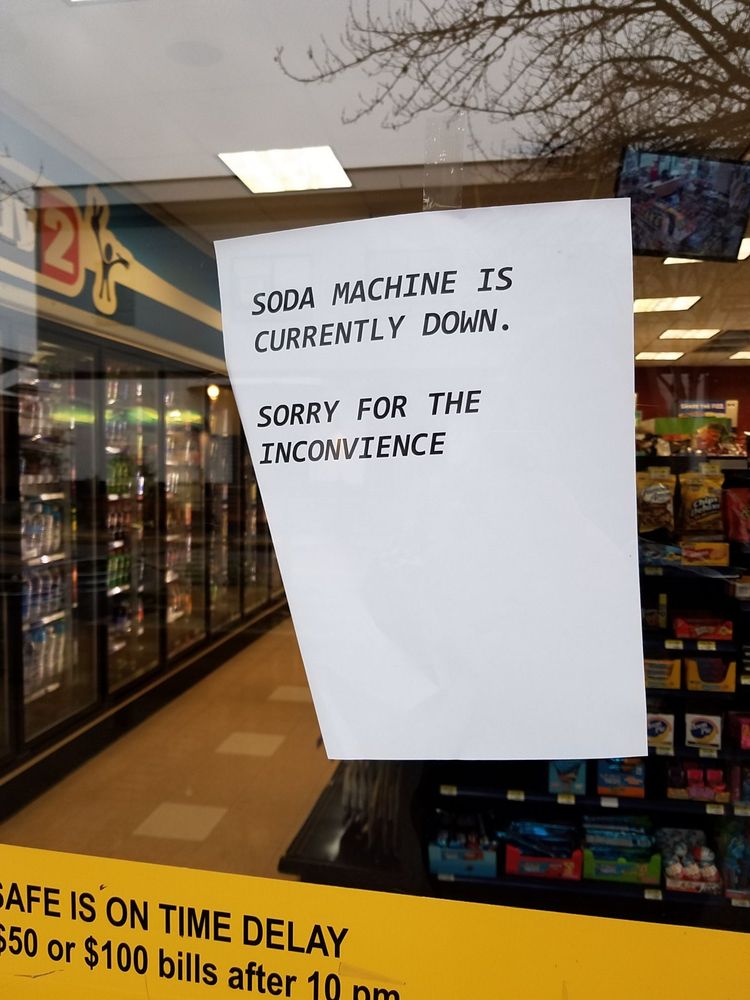 2
SODA MACHINE IS
CURRENTLY DOWN.
SORRY FOR THE
INCONVIENCE
SAFE IS ON TIME DELAY
$50 or $100 bills after 10 pm